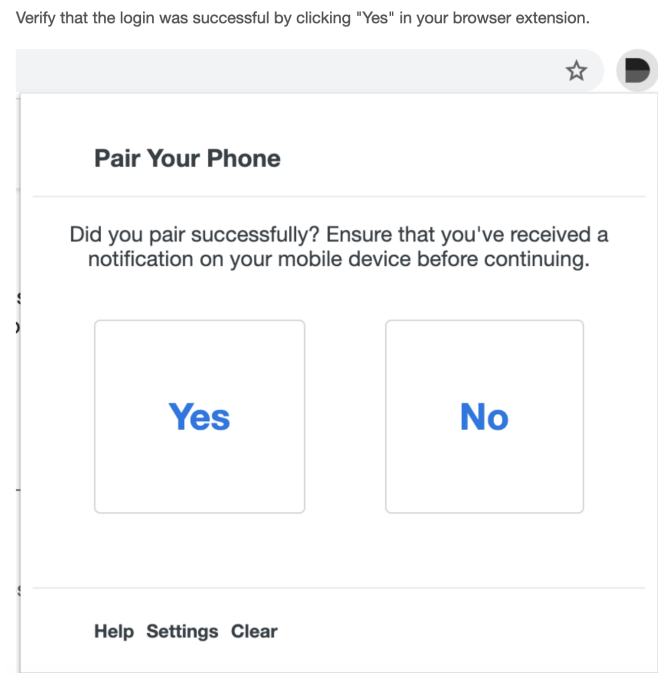 Verify that the login was successful by clicking "Yes" in your browser extension.
Pair Your Phone
Did you pair successfully? Ensure that you've received a
notification on your mobile device before continuing.
Yes
No
Help Settings Clear